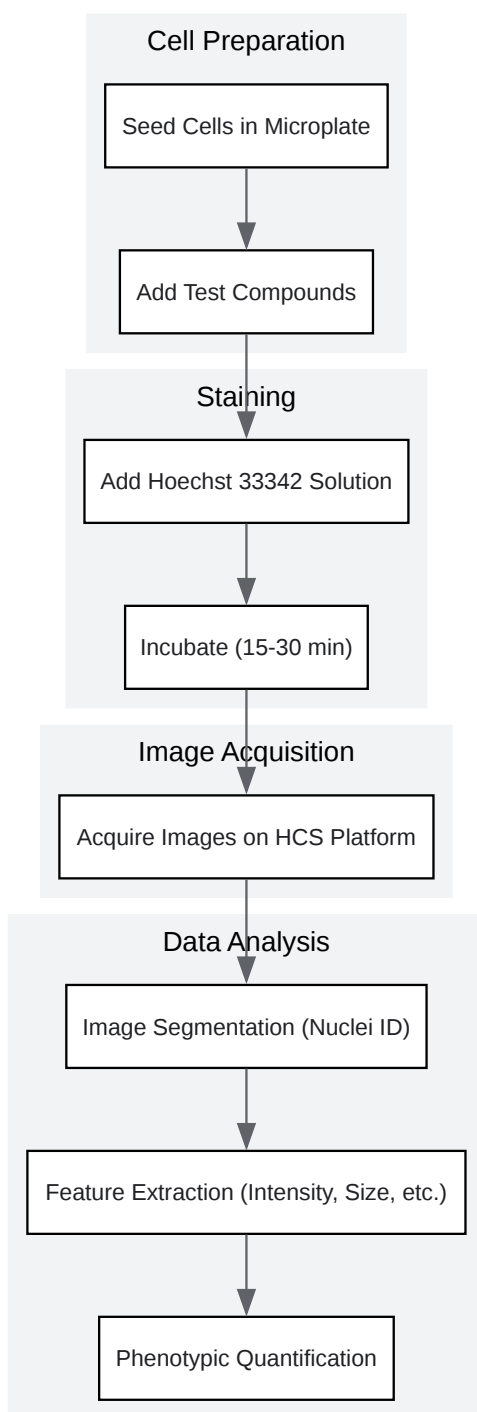 Cell Preparation
Seed Cells in Microplate
Add Test Compounds
Staining
Add Hoechst 33342 Solution
Incubate (15-30 min)
Image Acquisition
Acquire Images on HCS Platform
Data Analysis
Image Segmentation (Nuclei ID)
Feature Extraction (Intensity, Size, etc.)
Phenotypic Quantification